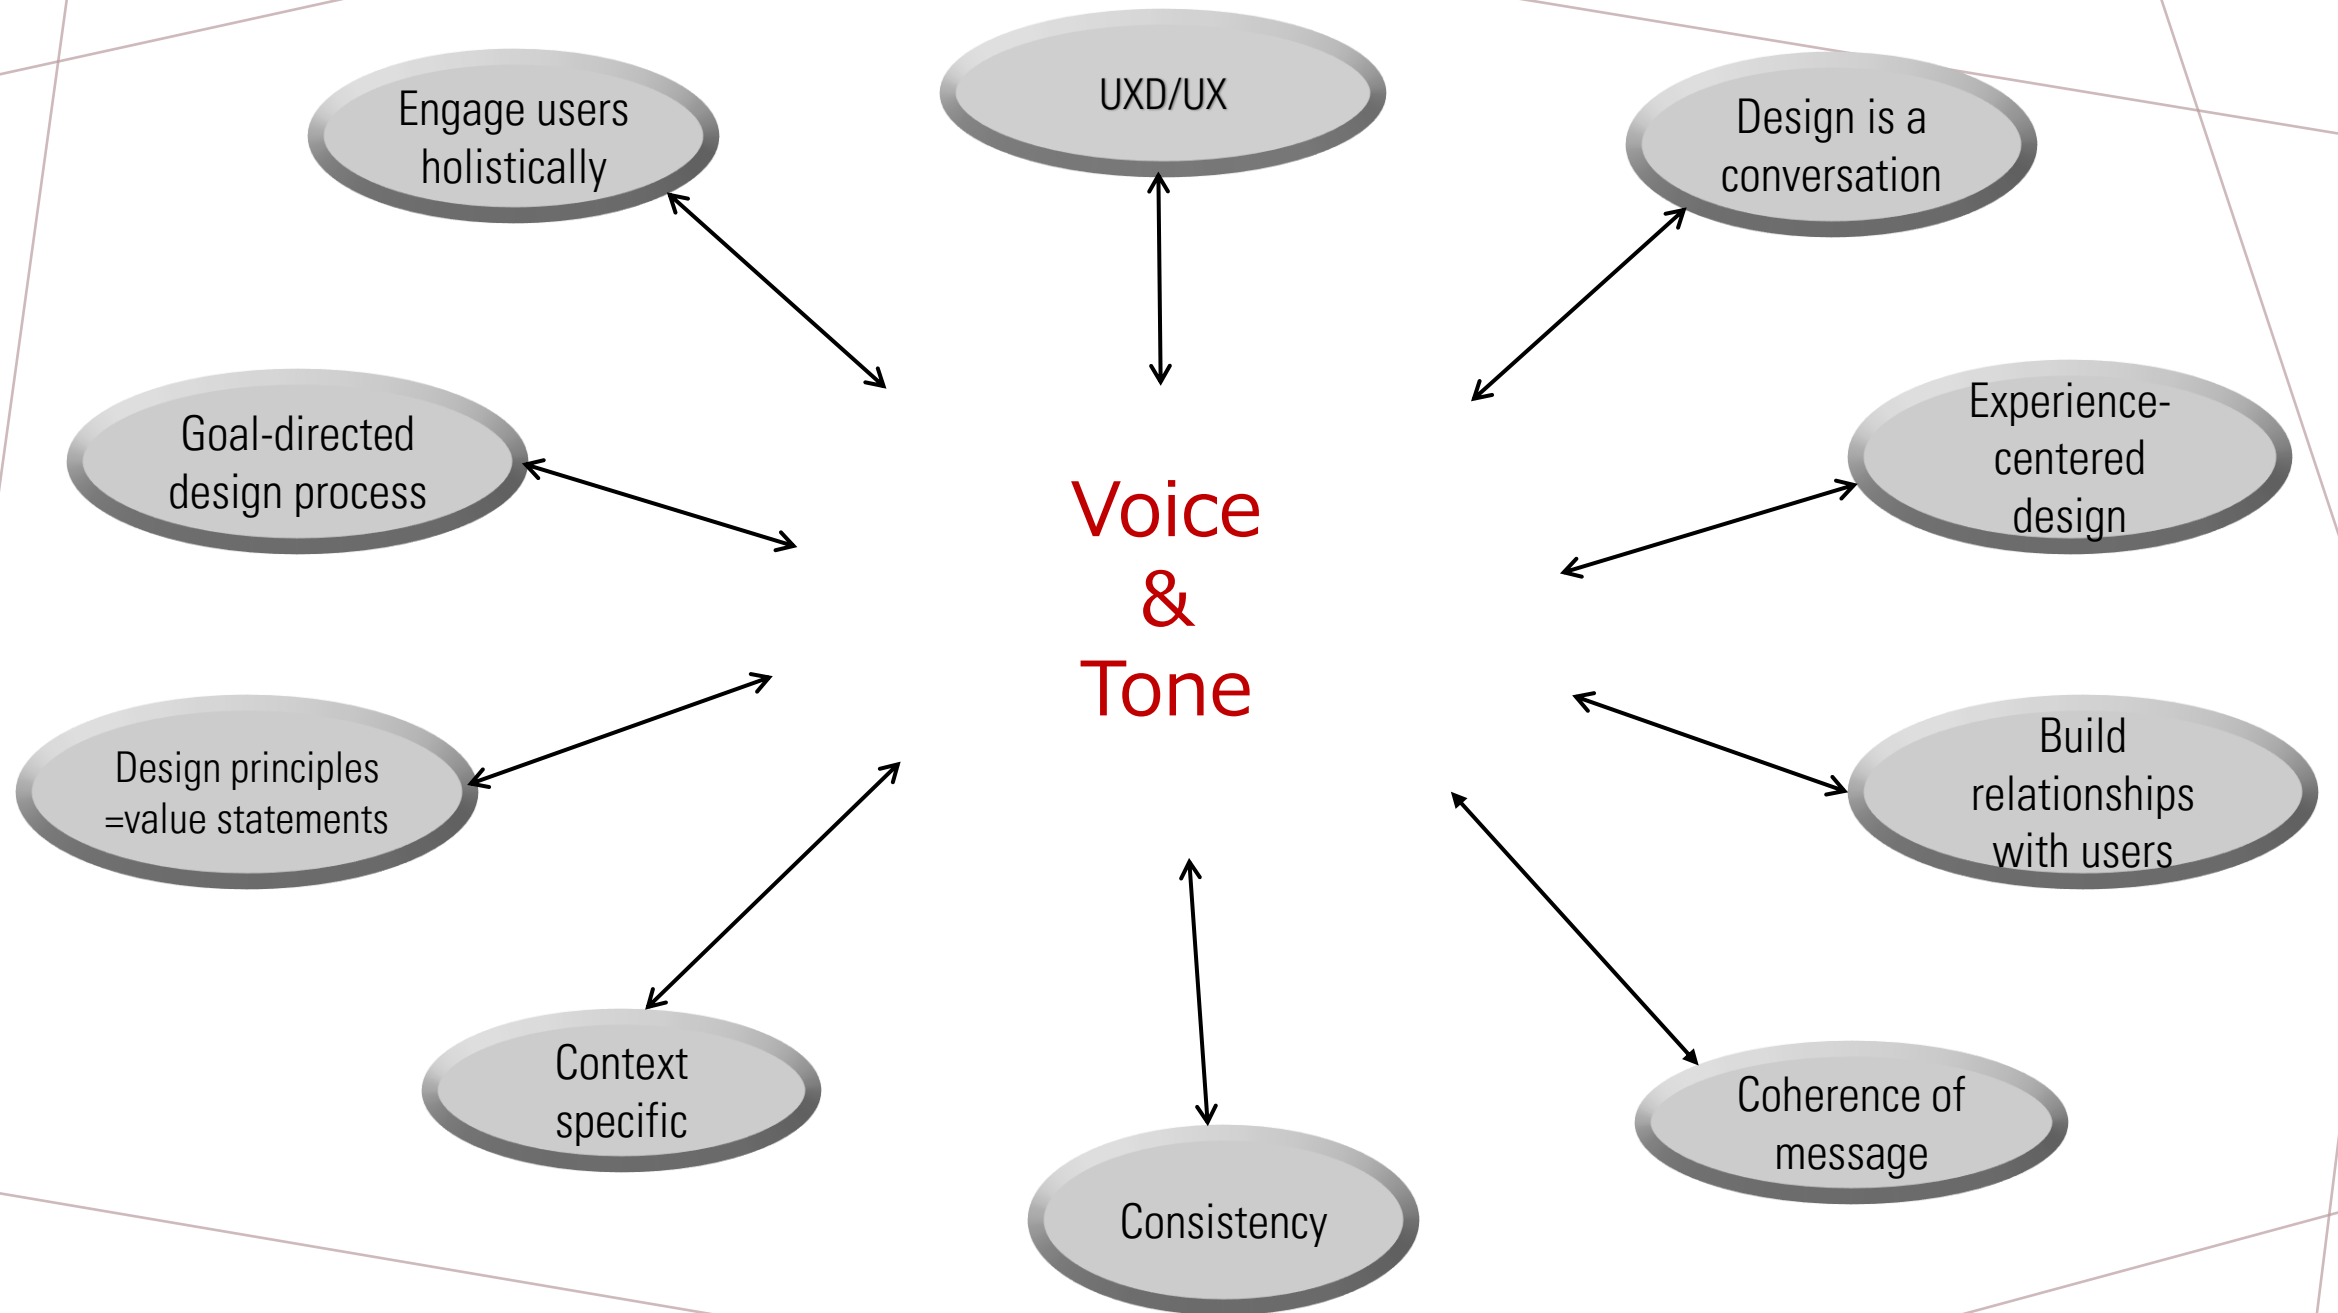 Engage users
holistically
UXD/UX
Design is a
conversation
Goal-directed
design process
Experience-
centered
design
Voice
&
Tone
Design principles
=value statements
Build
relationships
with users
Context
specific
Coherence of
message
Consistency